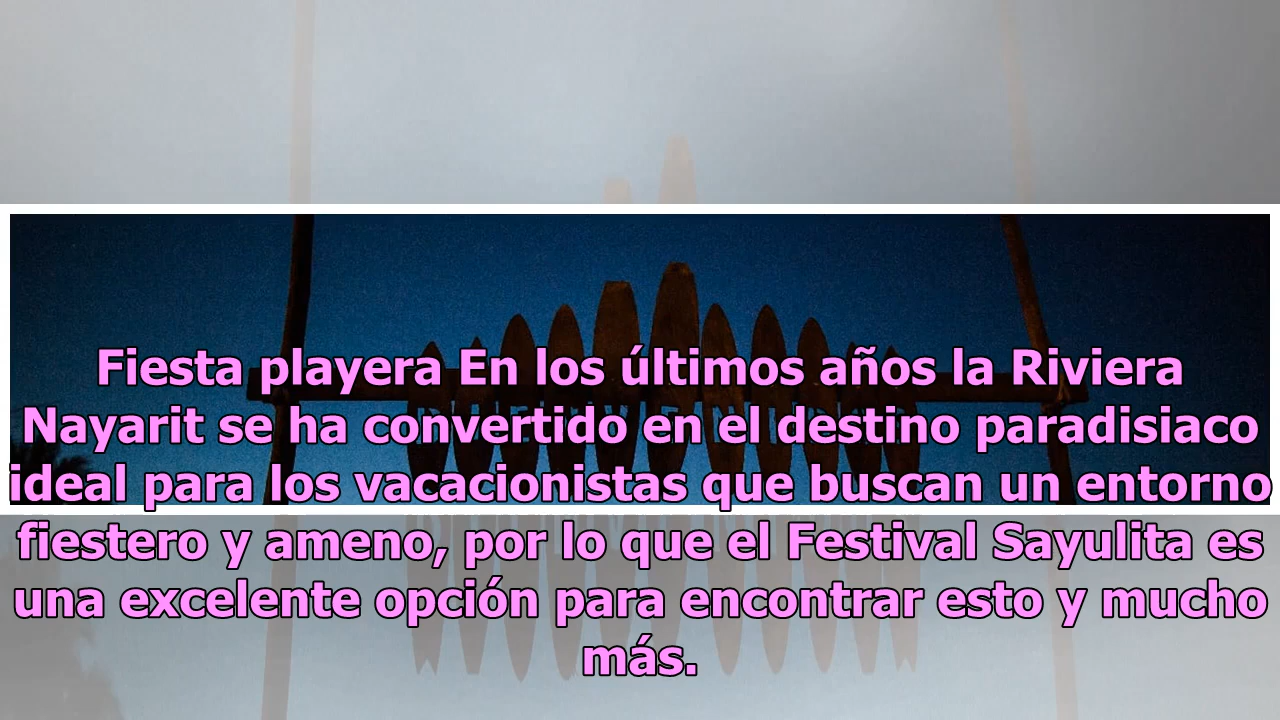 Fiesta playera En los últimos años la Riviera
Nayarit se ha convertido en el destino paradisiaco
ideal para los vacacionistas que buscan un entorno
fiestero y ameno, por lo que el Festival Sayulita es
una excelente opción para encontrar esto y mucho
más.